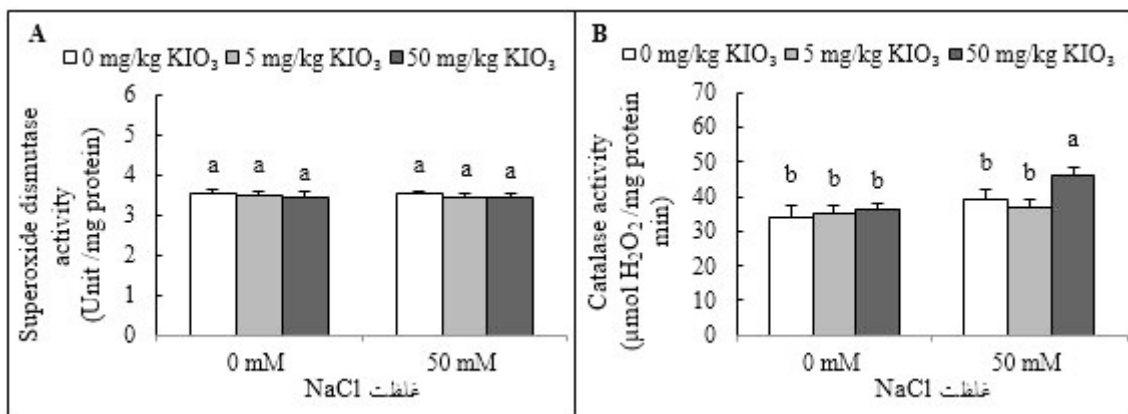 A
0 mg/kg KIO₃ 5 mg/kg KIO₃ 50 mg/kg KIO₃
Superoxide dismutase
activity
(Unit /mg protein)
6
5
4
3
2
1
0
a a a a a a
0 mM 50 mM
غلظت NaCl
B
0 mg/kg KIO₃ 5 mg/kg KIO₃ 50 mg/kg KIO₃
Catalase activity
(μmol H₂O₂ /mg protein
min)
70
60
50
40
30
20
10
0
b b b b b a
0 mM 50 mM
غلظت NaCl